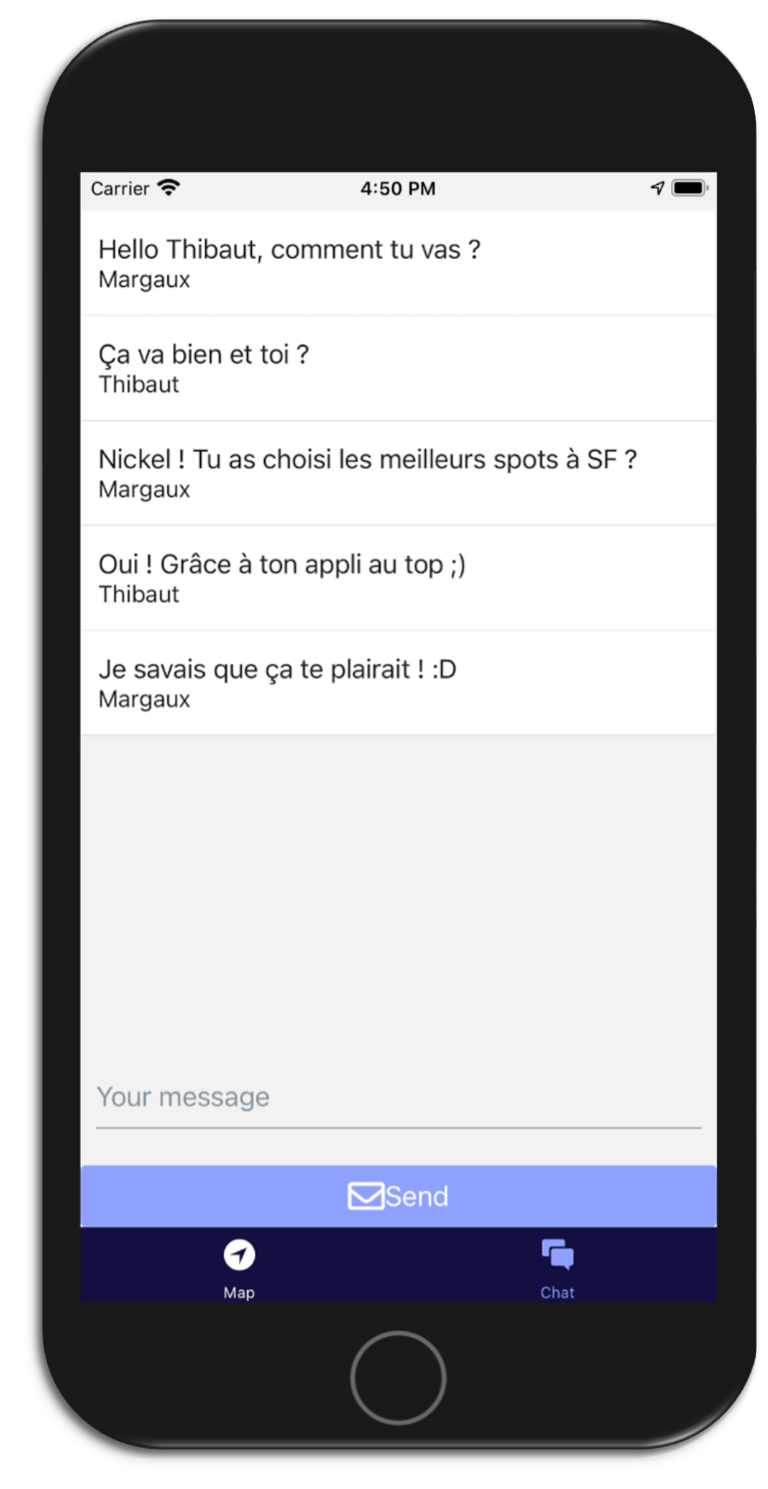 Carrier 4:50 PM
Hello Thibaut, comment tu vas ?
Margaux
Ça va bien et toi ?
Thibaut
Nickel ! Tu as choisi les meilleurs spots à SF ?
Margaux
Oui ! Grâce à ton appli au top ;)
Thibaut
Je savais que ça te plairait ! :D
Margaux
Your message
Send
Map Chat